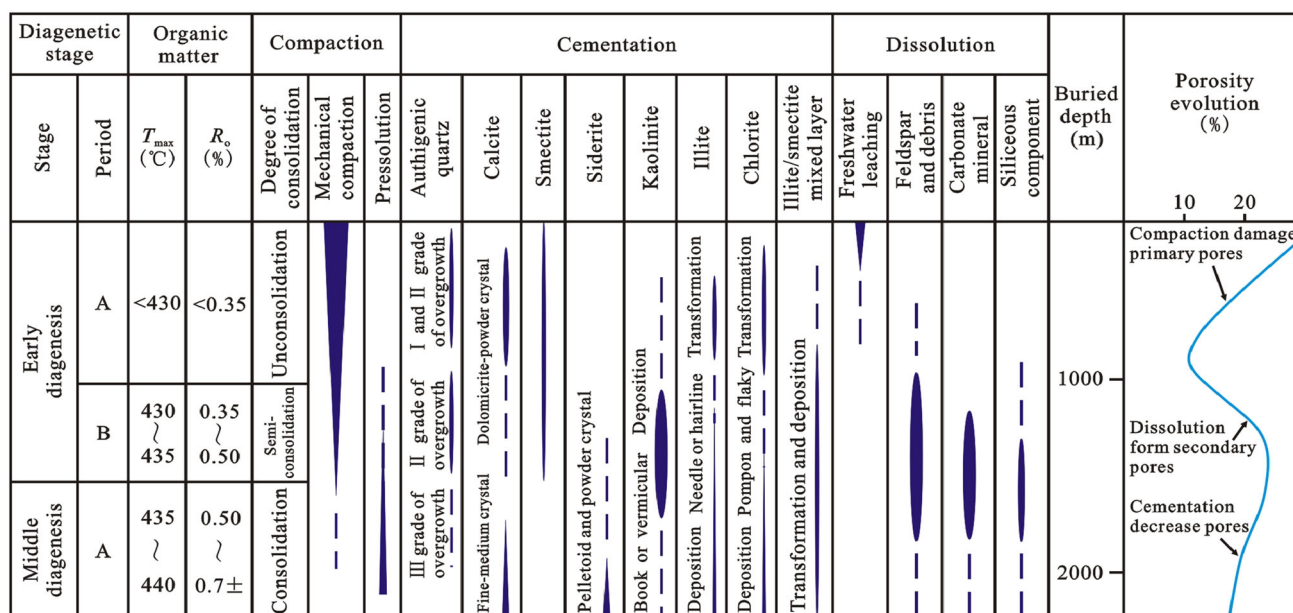 Diagenetic
stage
Organic
matter
Compaction
Cementation
Dissolution
Buried
depth
(m)
Porosity
evolution
(%)
Stage
Period
Tmax
(℃)
Ro
(%)
Degree of
consolidation
Mechanical
compaction
Pressolution
Authigenic
quartz
Calcite
Smectite
Siderite
Kaolinite
Illite
Chlorite
Illite/smectite
mixed layer
Freshwater
leaching
Feldspar
and debris
Carbonate
mineral
Siliceous
component
10 20
Early
diagenesis
A
<430
<0.35
Unconsolidation
I and II grade
of overgrowth
Dolomicrite-powder crystal
Transformation
Transformation
Compaction damage
primary pores
1000
B
430
~
435
0.35
~
0.50
Semi-
consolidation
II grade of
overgrowth
Pelletoid and powder crystal
Book or vermicular Deposition
Needle or hairline
Pompon and flaky
Transformation and deposition
Dissolution
form secondary
pores
Middle
diagenesis
A
435
~
440
0.50
~
0.7±
Consolidation
III grade of
overgrowth
Fine-medium crystal
Deposition
Deposition
Cementation
decrease pores
2000